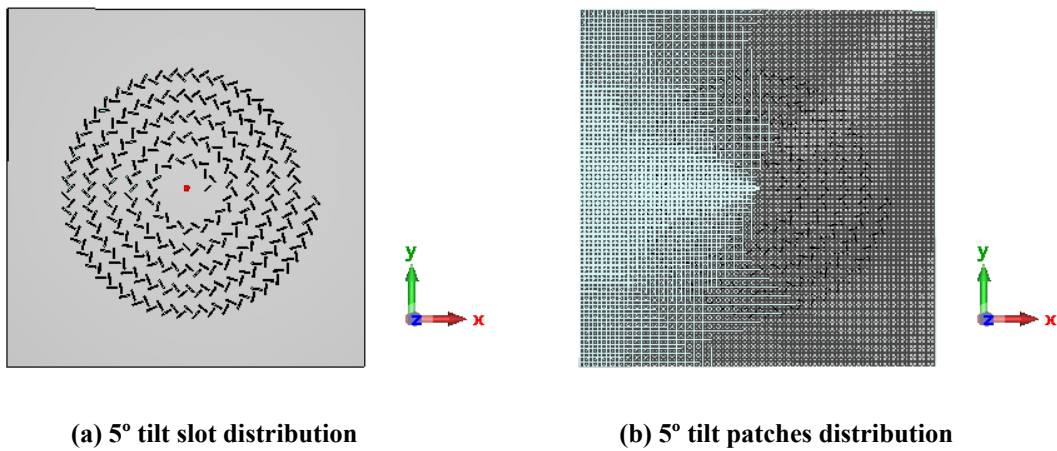 y
z x
y
z x
(a) 5º tilt slot distribution
(b) 5º tilt patches distribution